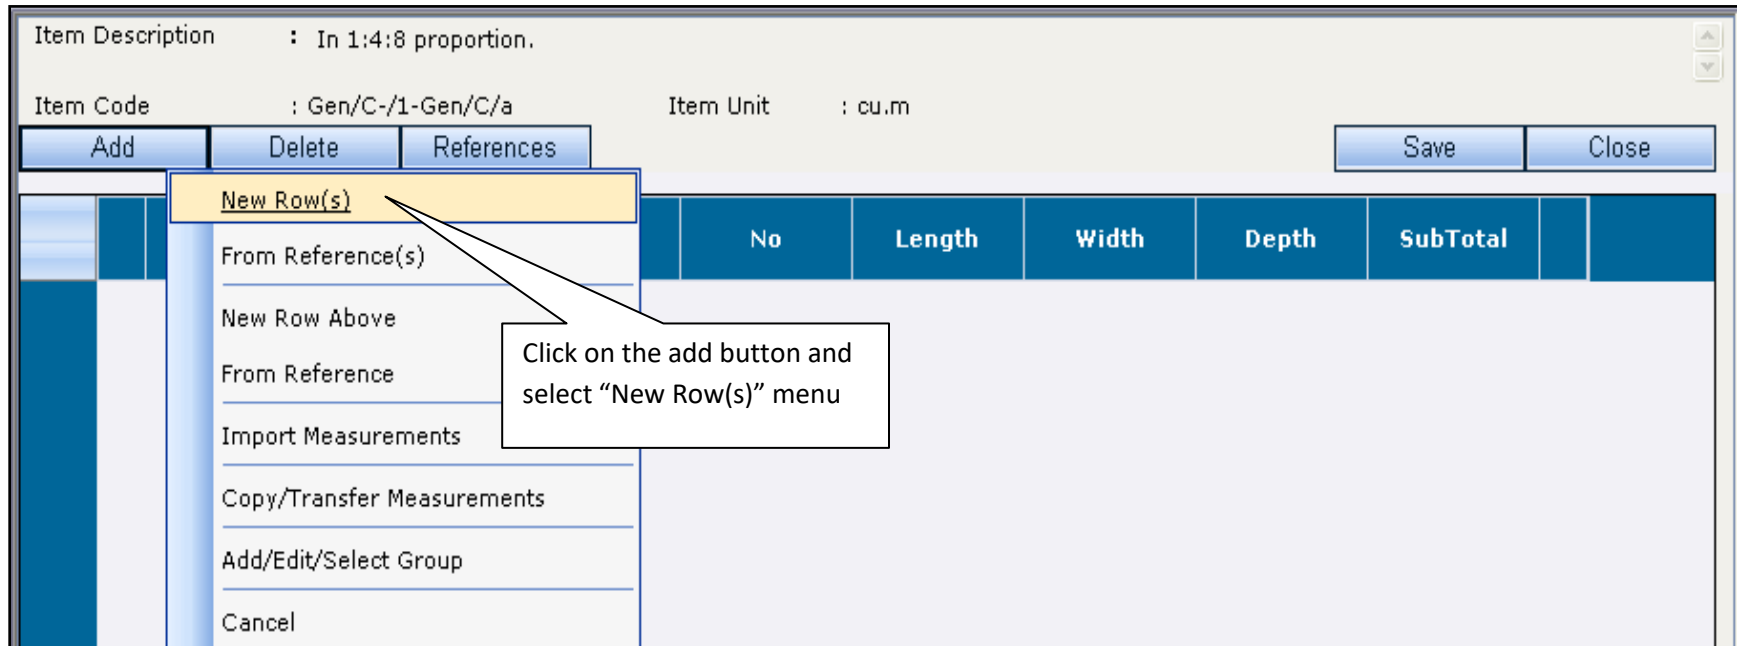 Item Description : In 1:4:8 proportion.
Item Code : Gen/C-/1-Gen/C/a Item Unit : cu.m
Add Delete References Save Close
New Row(s)
No Length Width Depth SubTotal
From Reference(s)
New Row Above
From Reference
Import Measurements
Copy/Transfer Measurements
Add/Edit/Select Group
Cancel
Click on the add button and
select “New Row(s)” menu